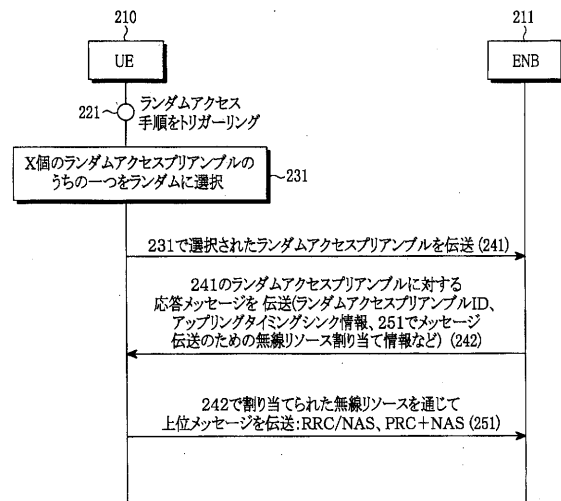 210
211
UE
ENB
221
ランダムアクセス
手順をトリガーリング
X個のランダムアクセスプリアンブルの
うちの一つをランダムに選択
231
231で選択されたランダムアクセスプリアンブルを伝送(241)
241のランダムアクセスプリアンブルに対する
応答メッセージを 伝送(ランダムアクセスプリアンブルID、
アップリングタイミングシンク情報、251でメッセージ
伝送のための無線リソース割り当て情報など) (242)
242で割り当てられた無線リソースを通じて
上位メッセージを伝送:RRC/NAS、PRC+NAS(251)